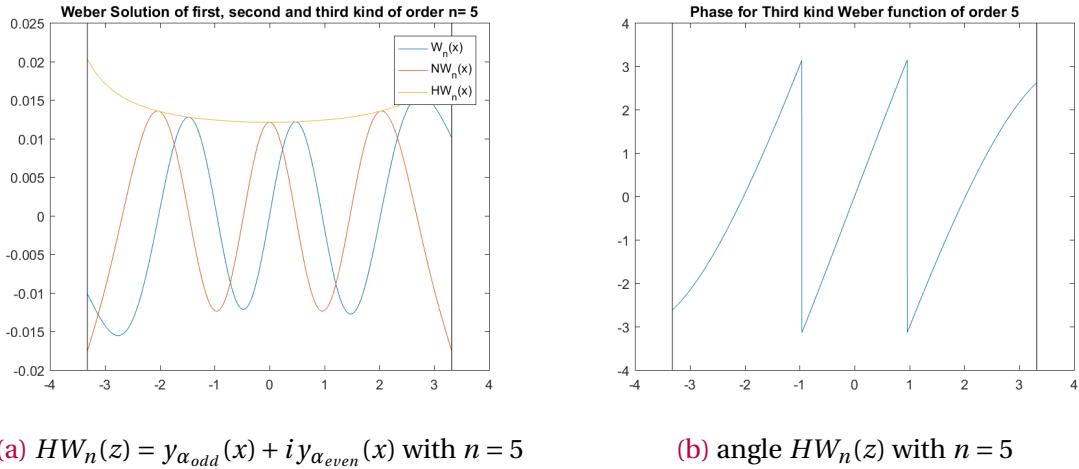 Weber Solution of first, second and third kind of order n= 5
0.025
0.02
0.015
0.01
0.005
0
-0.005
-0.01
-0.015
-0.02
-4 -3 -2 -1 0 1 2 3 4
W_n(x)
NW_n(x)
HW_n(x)
Phase for Third kind Weber function of order 5
4
3
2
1
0
-1
-2
-3
-4
-4 -3 -2 -1 0 1 2 3 4
(a) HW_n(z) = y_{α_{odd}}(x) + i y_{α_{even}}(x) with n = 5
(b) angle HW_n(z) with n = 5